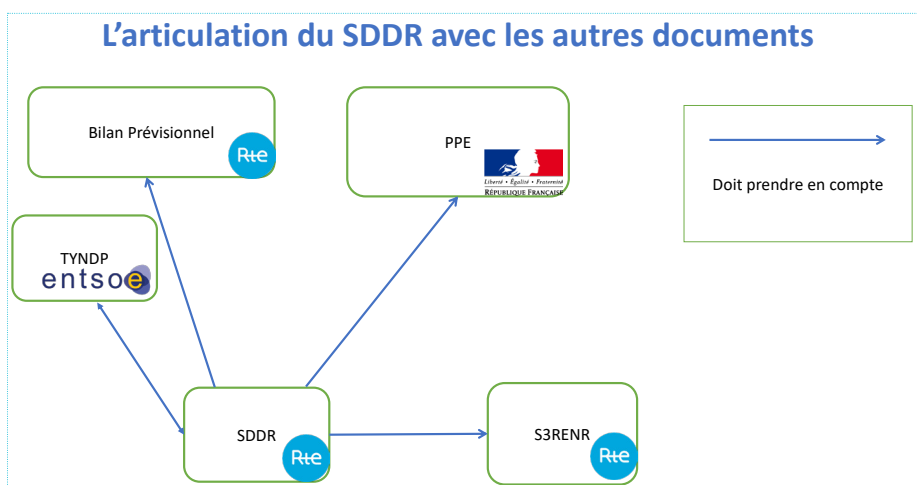 L'articulation du SDDR avec les autres documents
Bilan Prévisionnel
Rte
PPE
Liberté • Égalité • Fraternité
RÉPUBLIQUE FRANÇAISE
Doit prendre en compte
TYNDP
entsoe
SDDR
Rte
S3RENR
Rte